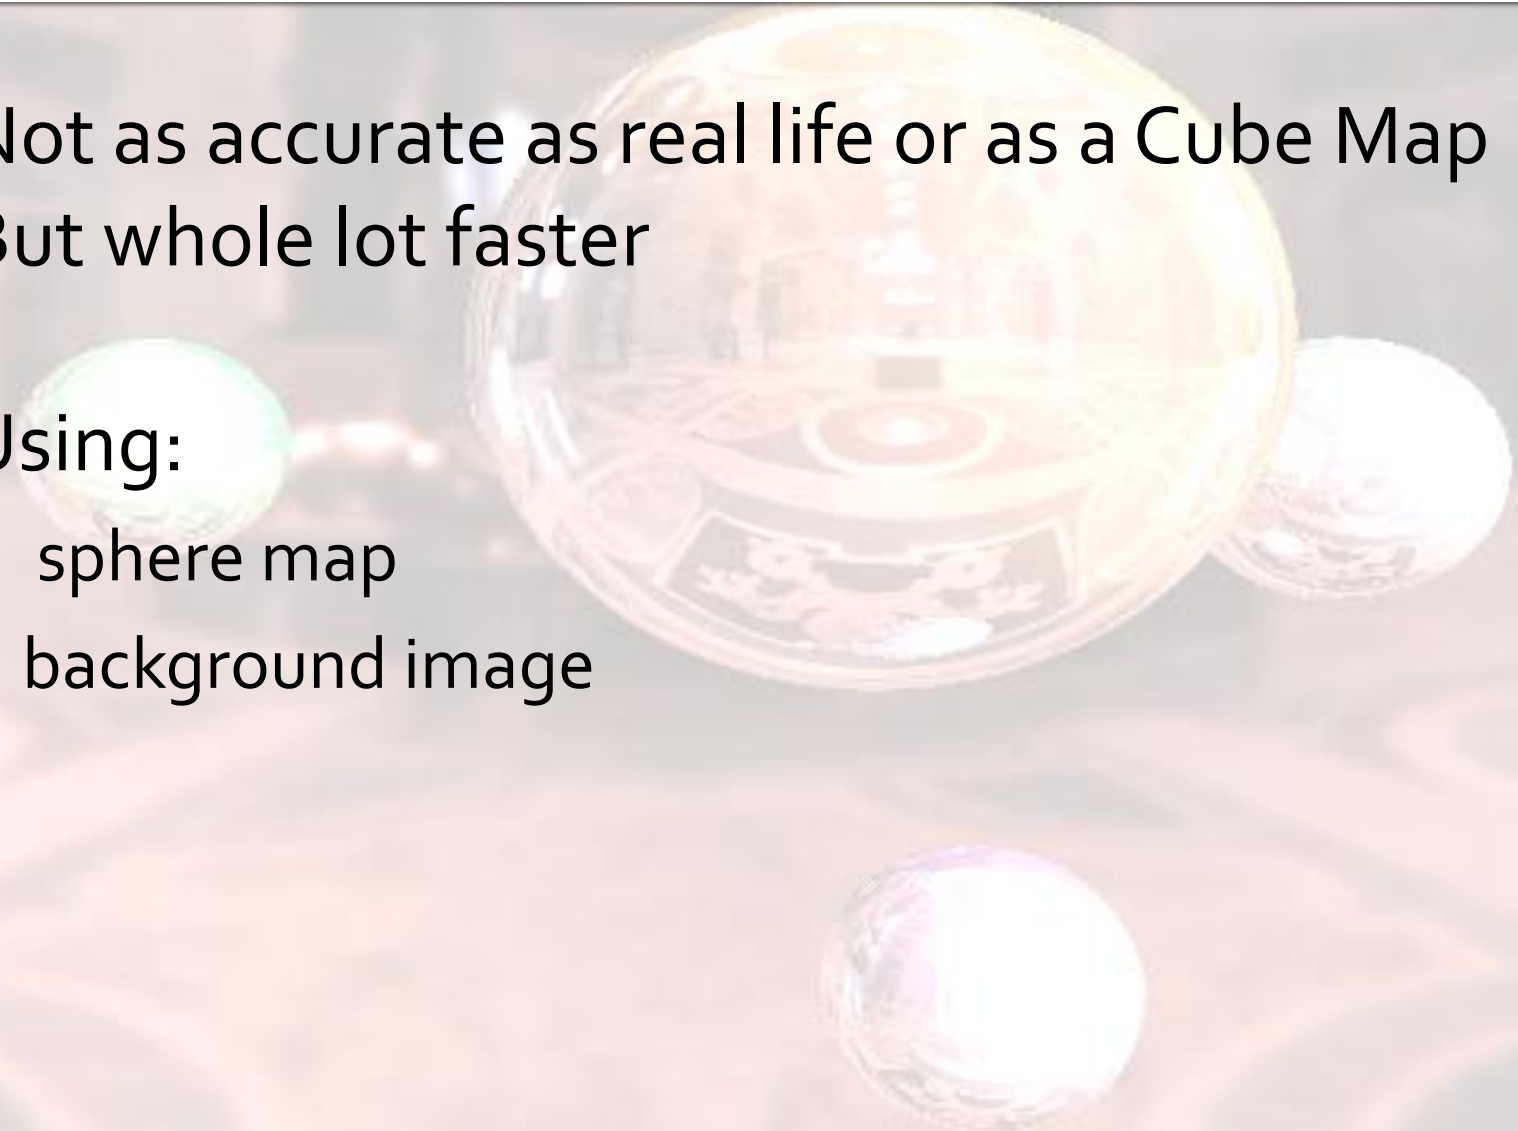 Not as accurate as real life or as a Cube Map
But whole lot faster
Using:
sphere map
background image